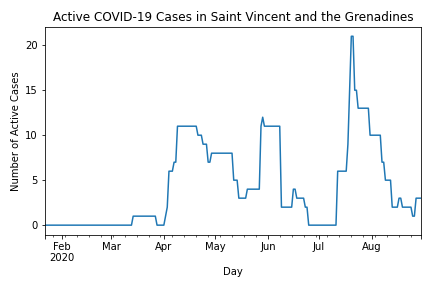 Active COVID-19 Cases in Saint Vincent and the Grenadines
Number of Active Cases
20
15
10
5
0
Feb Mar Apr May Jun Jul Aug
2020
Day